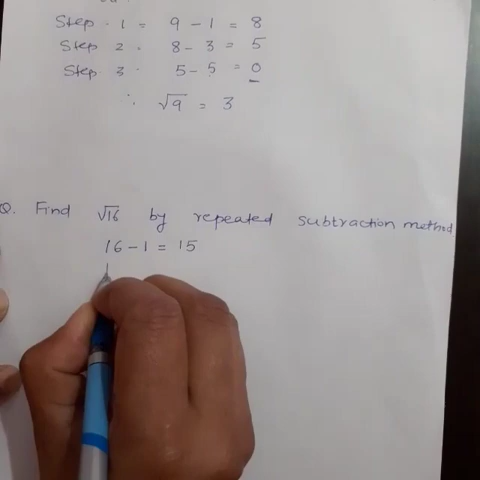 Step . 1 = 9 - 1 = 8
Step 2 . 8 - 3 = 5
Step 3 . 5 - 5 = 0
∴ √9 = 3
Q. Find √16 by repeated subtraction method
16 - 1 = 15
1